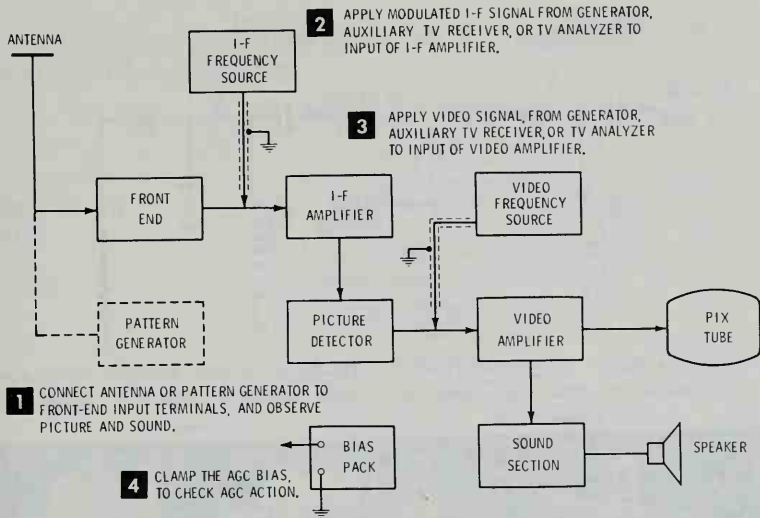 ANTENNA
I-F
FREQUENCY
SOURCE
2 APPLY MODULATED I-F SIGNAL FROM GENERATOR,
AUXILIARY TV RECEIVER, OR TV ANALYZER TO
INPUT OF I-F AMPLIFIER.
3 APPLY VIDEO SIGNAL, FROM GENERATOR,
AUXILIARY TV RECEIVER, OR TV ANALYZER
TO INPUT OF VIDEO AMPLIFIER.
FRONT
END
I-F
AMPLIFIER
VIDEO
FREQUENCY
SOURCE
PATTERN
GENERATOR
PICTURE
DETECTOR
VIDEO
AMPLIFIER
PIX
TUBE
1 CONNECT ANTENNA OR PATTERN GENERATOR TO
FRONT-END INPUT TERMINALS, AND OBSERVE
PICTURE AND SOUND.
4 CLAMP THE AGC BIAS,
TO CHECK AGC ACTION.
BIAS
PACK
SOUND
SECTION
SPEAKER